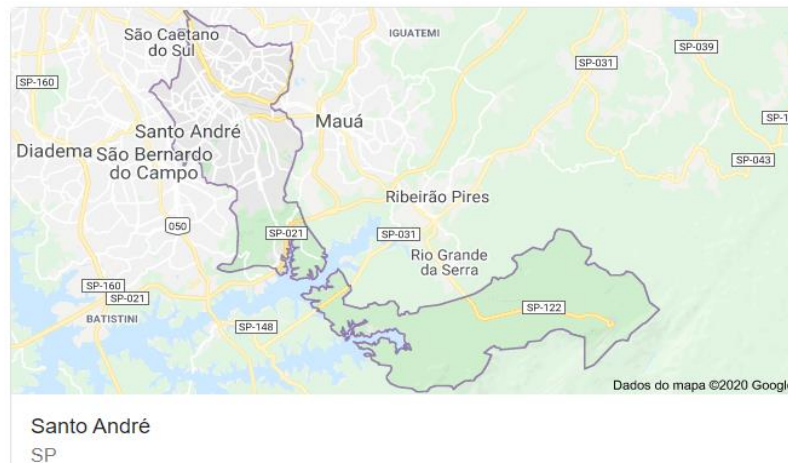 São Caetano
do Sul
IGUATEMI
SP-039
SP-031
SP-160
SP-1
Santo André
Mauá
Diadema
São Bernardo
do Campo
SP-043
Ribeirão Pires
050
SP-021
SP-031
Rio Grande
da Serra
SP-160
SP-021
BATISTINI
SP-148
SP-122
Dados do mapa ©2020 Google
Santo André
SP